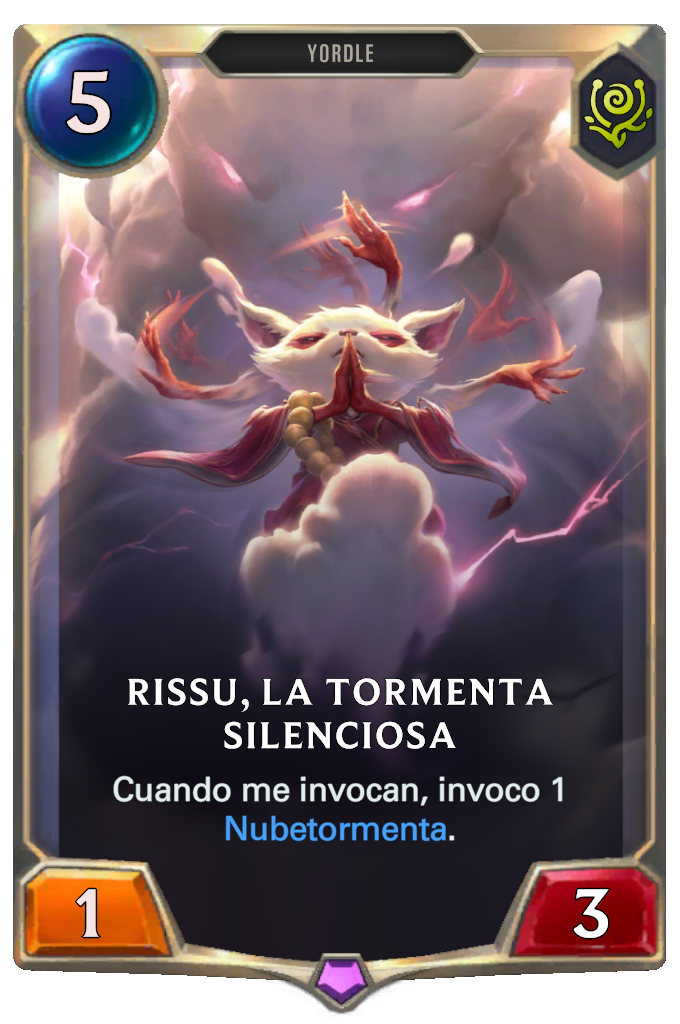 5
YORDLE
RISSU, LA TORMENTA
SILENCIOSA
Cuando me invocan, invoco 1
Nubetormenta.
1
3